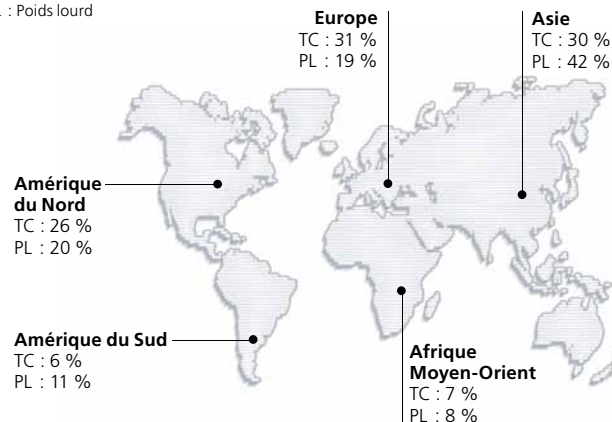 : Poids lourd
Europe
TC : 31 %
PL : 19 %
Asie
TC : 30 %
PL : 42 %
Amérique
du Nord
TC : 26 %
PL : 20 %
Amérique du Sud
TC : 6 %
PL : 11 %
Afrique
Moyen-Orient
TC : 7 %
PL : 8 %